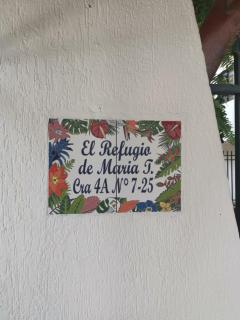 El Refugio
de Maria T.
Cra 4A N° 7-25